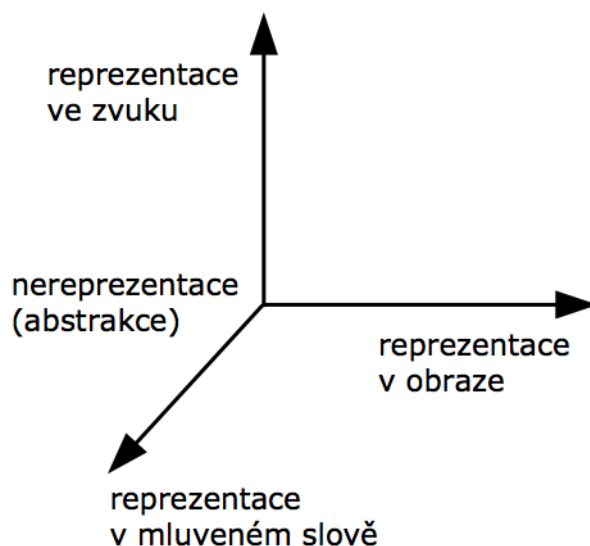 reprezentace
ve zvuku
nereprezentace
(abstrakce)
reprezentace
v obraze
reprezentace
v mluveném slově